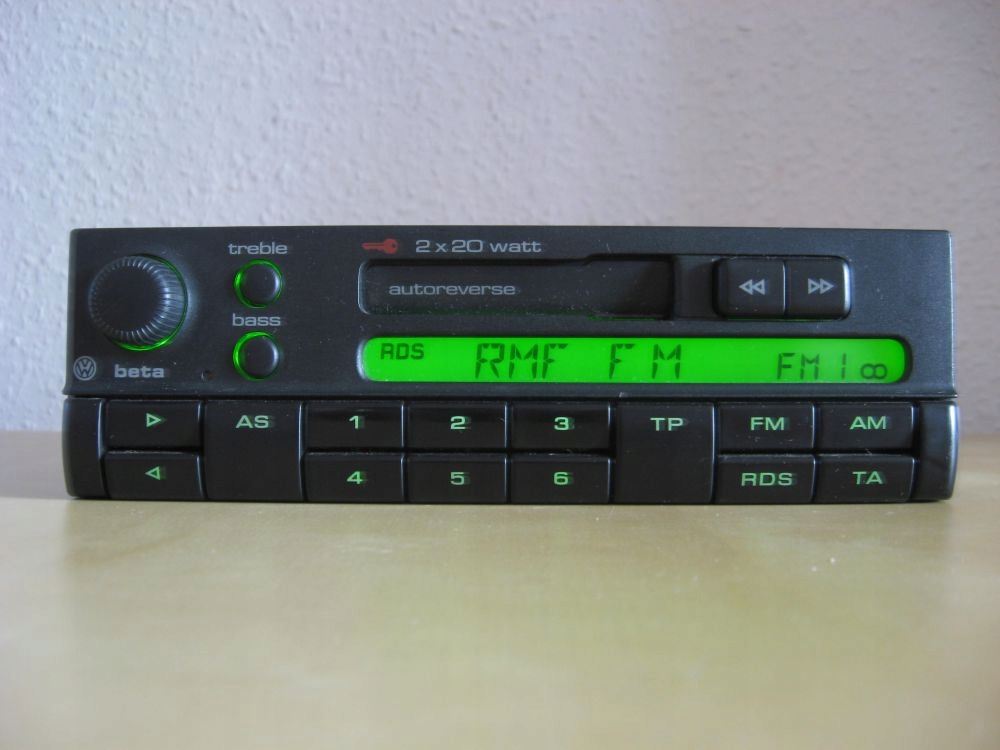 treble
2 x 20 watt
autoreverse
bass
RDS RMF FM FM1
beta
AS 1 2 3 TP FM AM
4 5 6 RDS TA